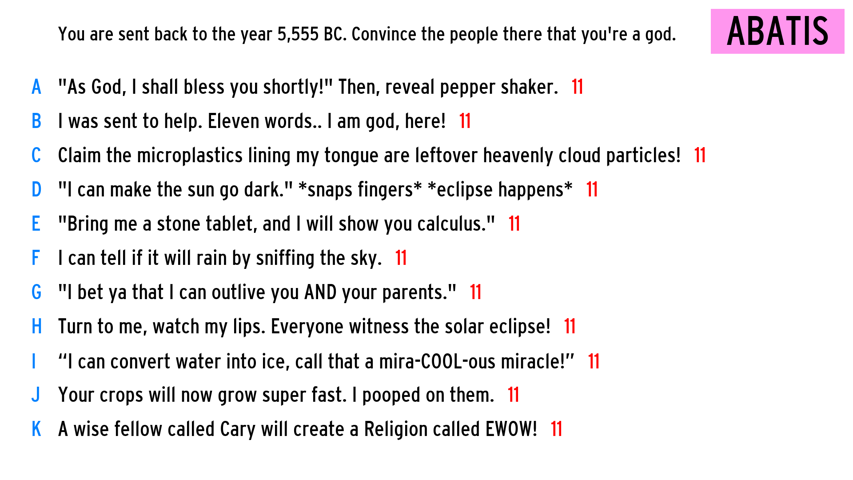 You are sent back to the year 5,555 BC. Convince the people there that you're a god.
ABATIS
A "As God, I shall bless you shortly!" Then, reveal pepper shaker. 11
B I was sent to help. Eleven words.. I am god, here! 11
C Claim the microplastics lining my tongue are leftover heavenly cloud particles! 11
D "I can make the sun go dark." *snaps fingers* *eclipse happens* 11
E "Bring me a stone tablet, and I will show you calculus." 11
F I can tell if it will rain by sniffing the sky. 11
G "I bet ya that I can outlive you AND your parents." 11
H Turn to me, watch my lips. Everyone witness the solar eclipse! 11
I “I can convert water into ice, call that a mira-COOL-ous miracle!” 11
J Your crops will now grow super fast. I pooped on them. 11
K A wise fellow called Cary will create a Religion called EWOW! 11